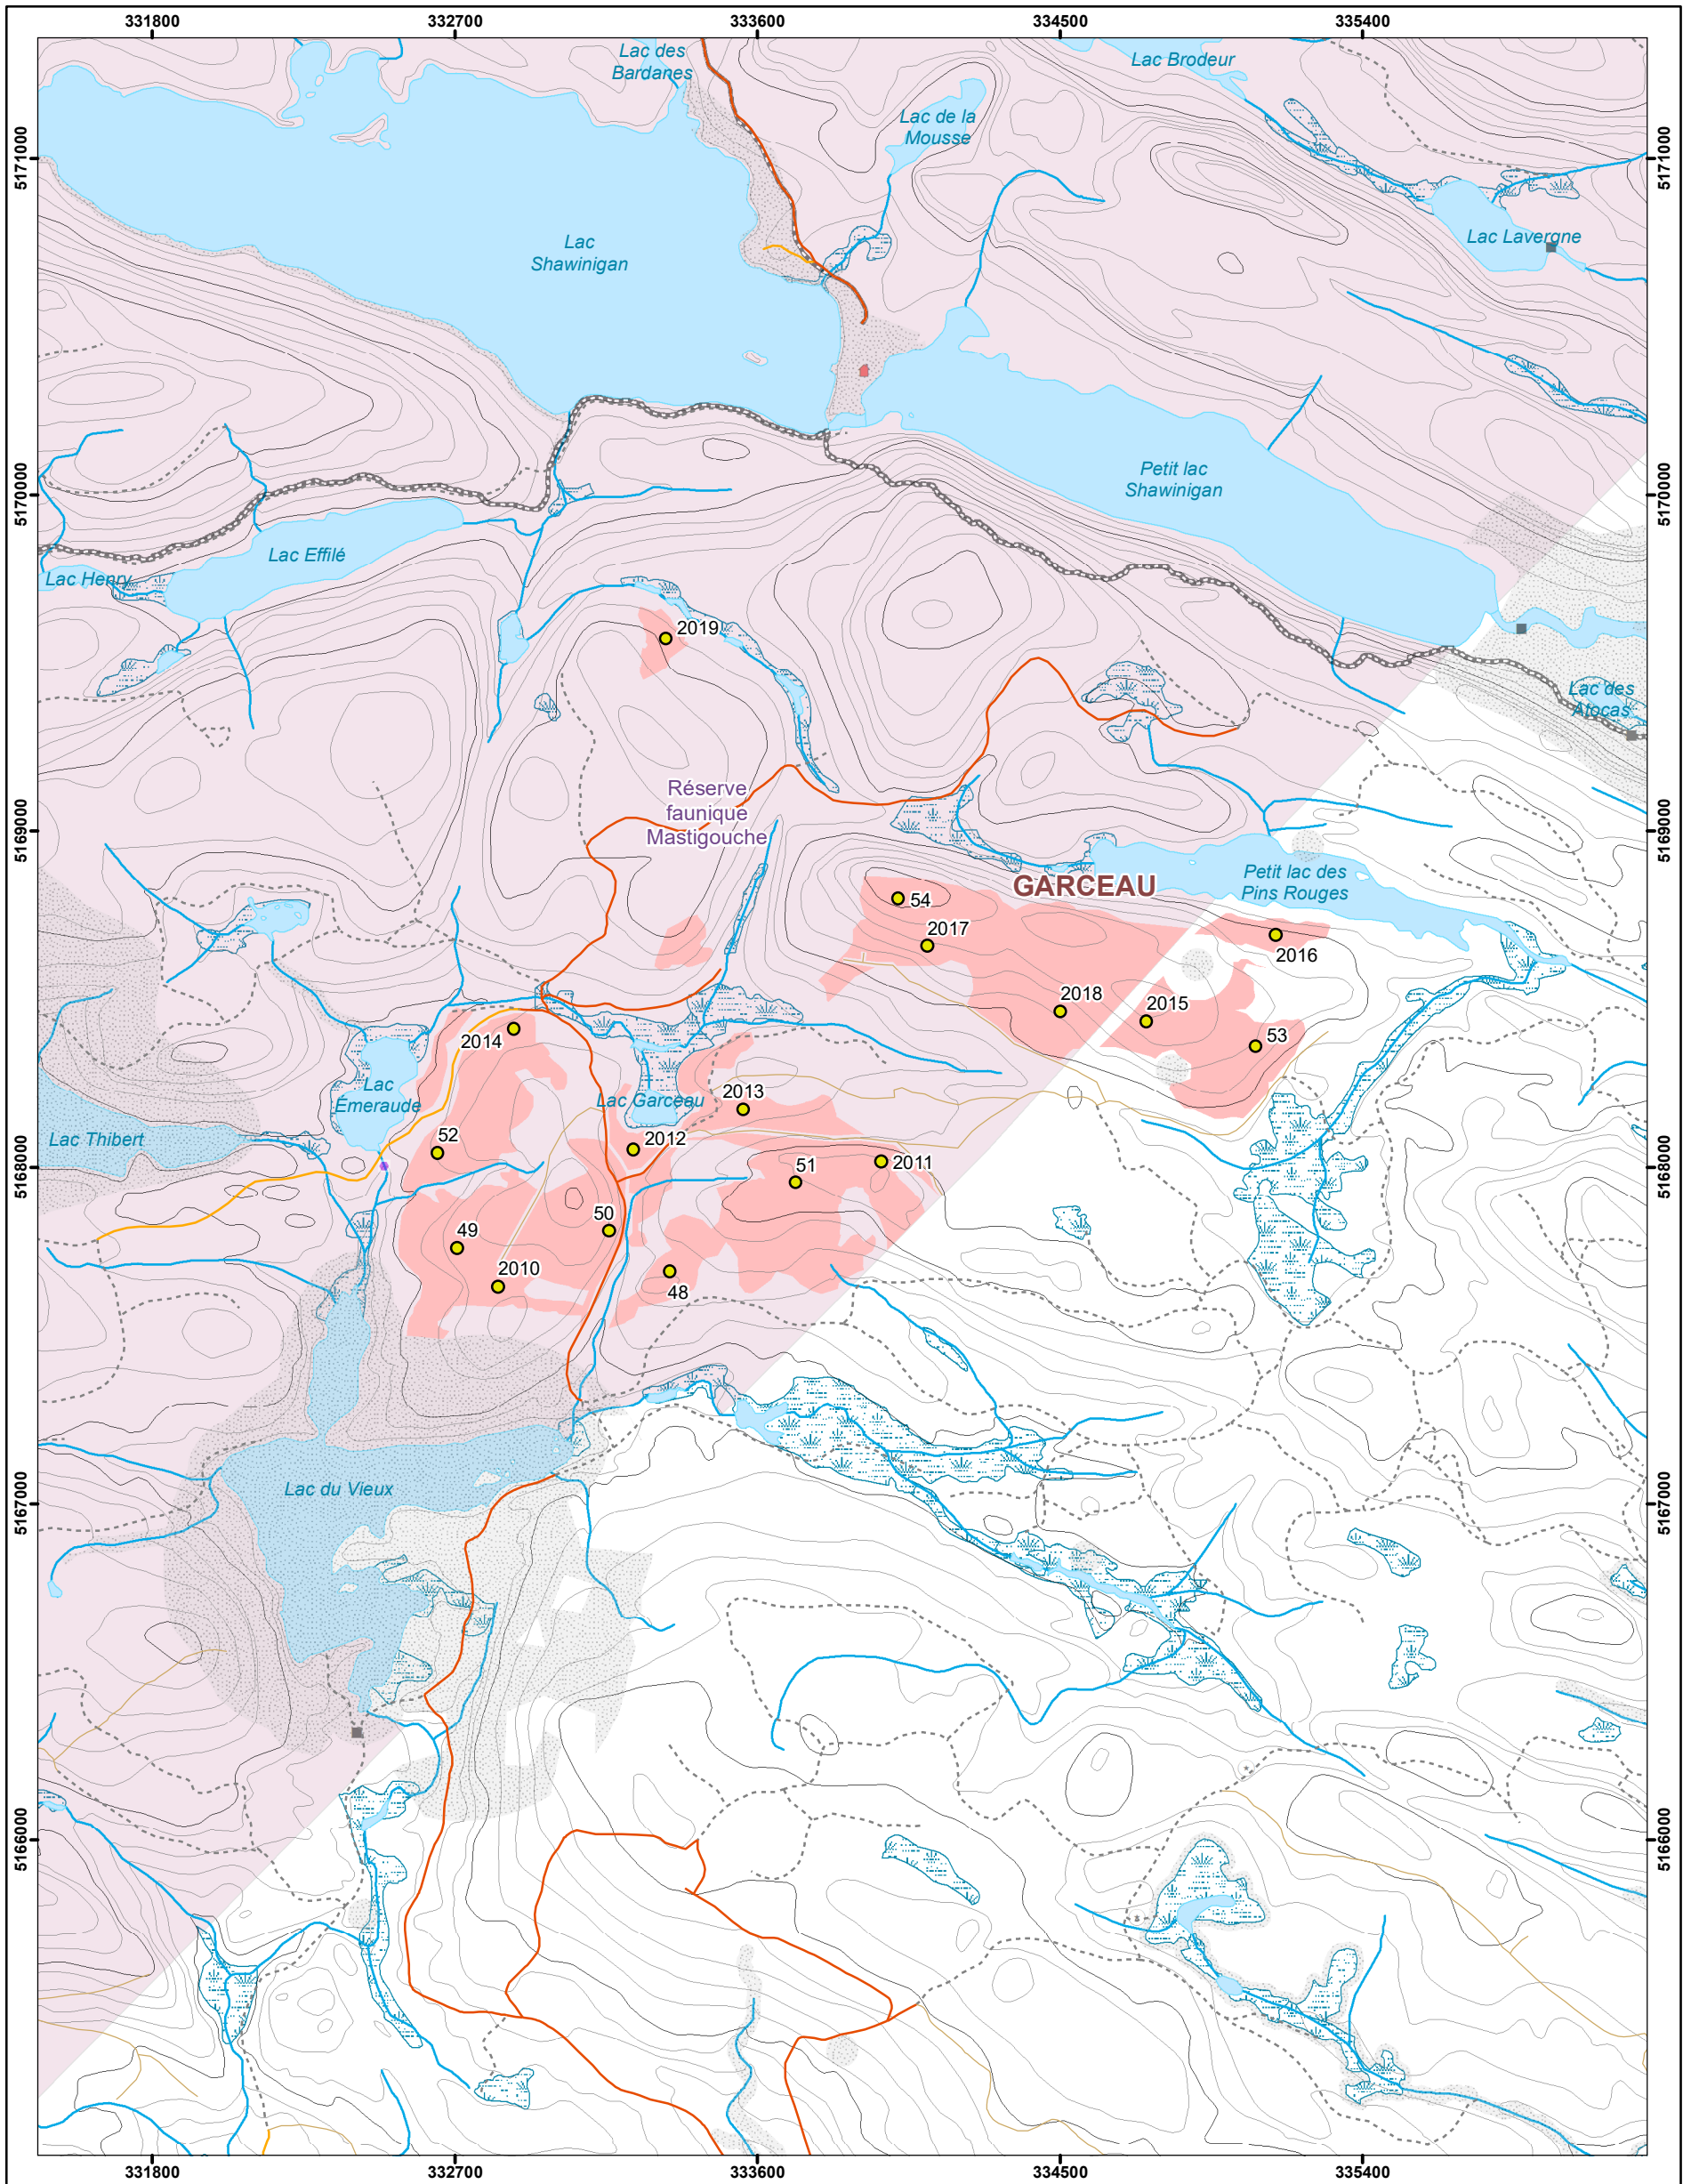 331800
332700
333600
334500
335400
Lac des
Bardanes
Lac Brodeur
Lac de la
Mousse
5171000
5171000
Lac
Shawinigan
Lac Lavergne
Petit lac
Shawinigan
5170000
5170000
Lac Effilé
Lac Henry
2019
Lac des
Atocas
Réserve
faunique
Mastigouche
5169000
5169000
Petit lac des
Pins Rouges
GARCEAU
54
2017
2016
2018
2015
53
2014
Lac
Émeraude
Lac Garceau
2013
Lac Thibert
52
2012
51
2011
5168000
5168000
50
49
2010
48
Lac du Vieux
5167000
5167000
5166000
5166000
331800
332700
333600
334500
335400